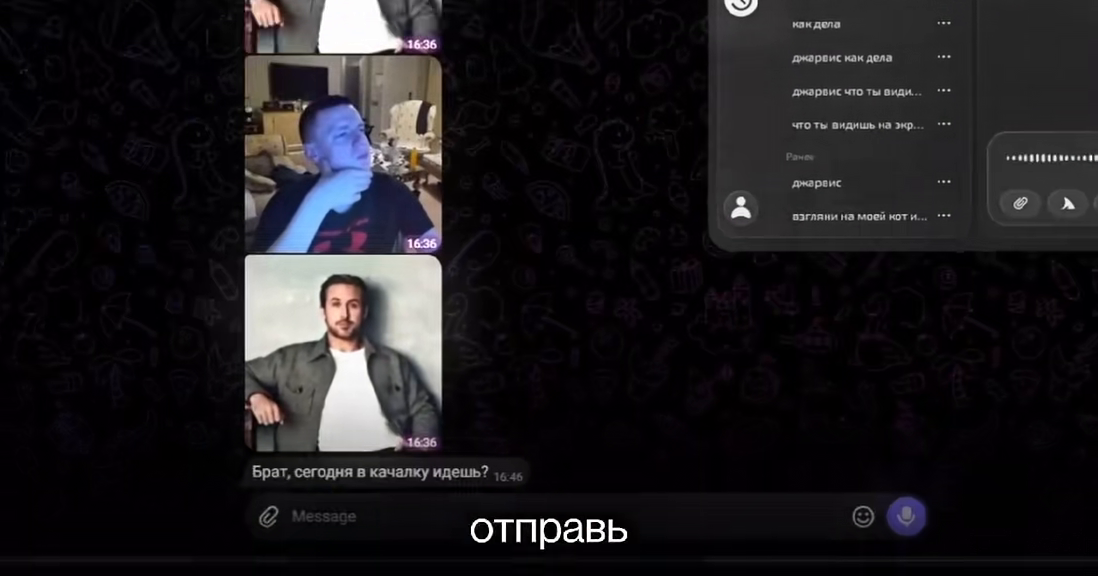 16:36
как дела
джарвис как дела
джарвис что ты види...
что ты видишь на экр...
Ранее
джарвис
взгляни на мой кот и...
16:36
16:36
Брат, сегодня в качалку идешь? 16:46
Message
отправь